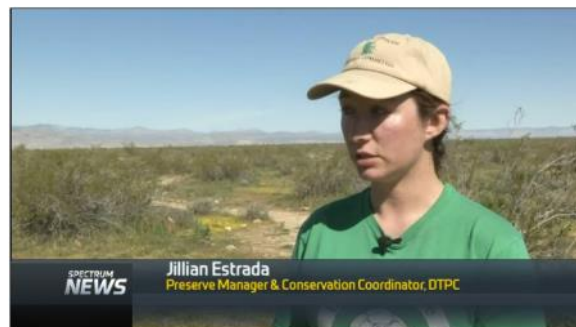 Jillian Estrada
SPECTRUM
NEWS
Preserve Manager & Conservation Coordinator, DTPC